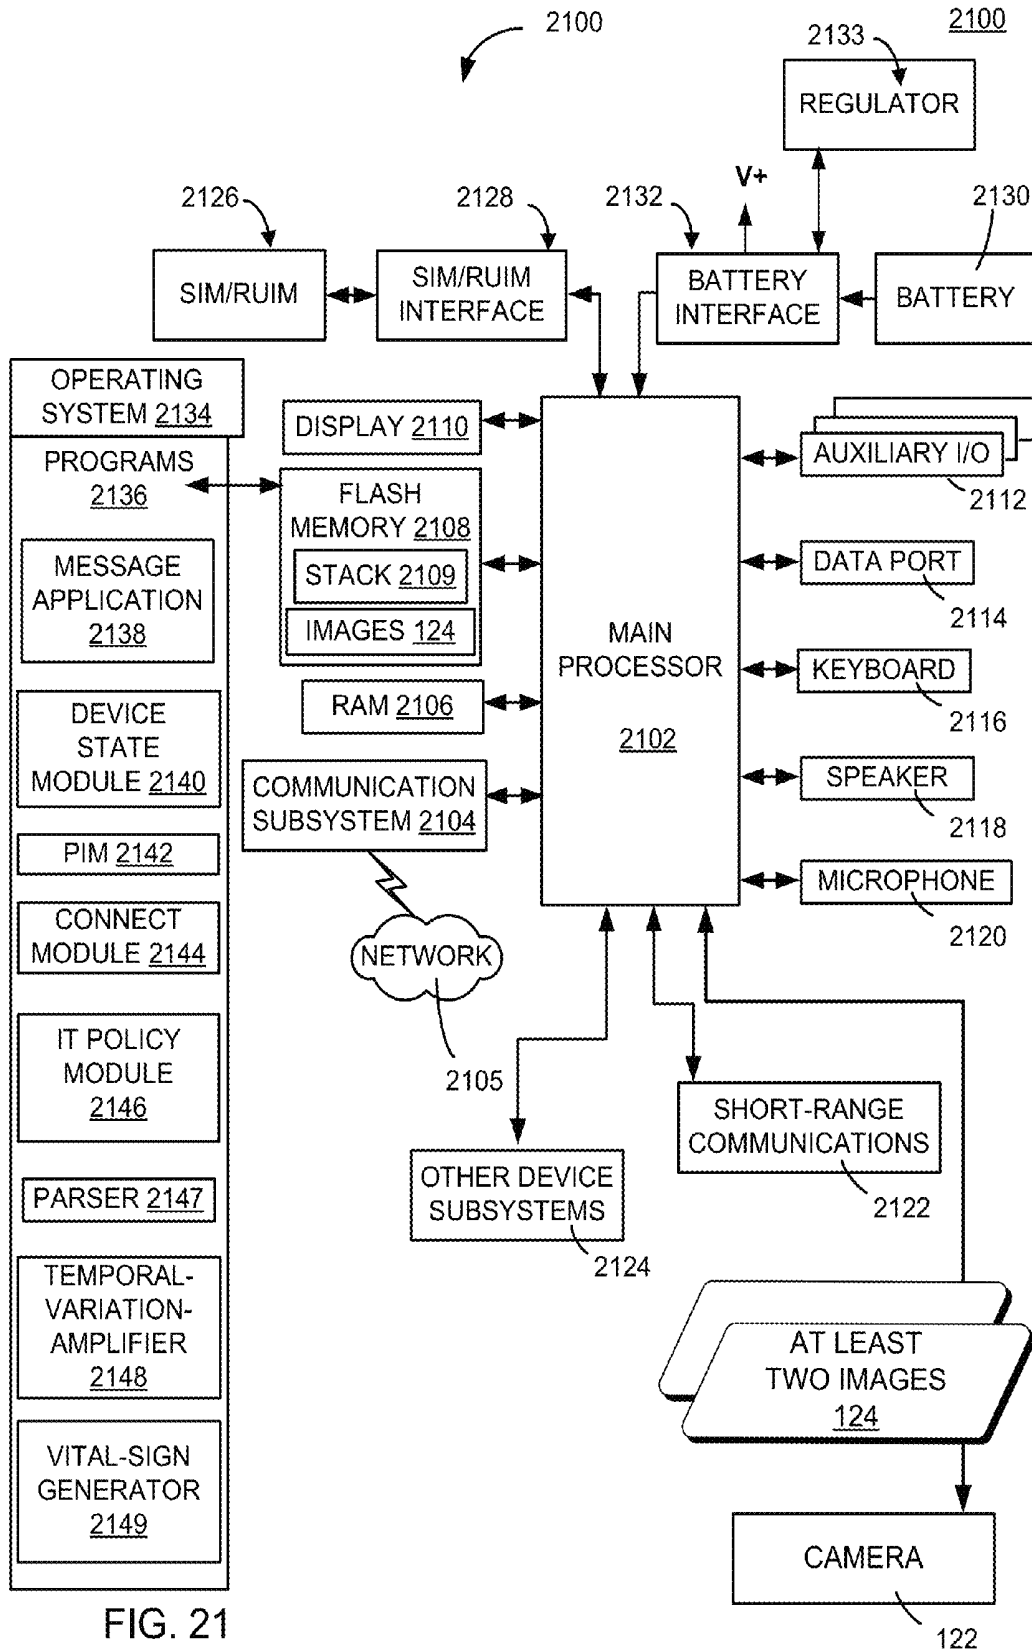 2100
2100
2133
REGULATOR
V+
2126
2128
2132
2130
SIM/RUIM
SIM/RUIM
INTERFACE
BATTERY
INTERFACE
BATTERY
OPERATING
SYSTEM 2134
PROGRAMS
2136
MESSAGE
APPLICATION
2138
DEVICE
STATE
MODULE 2140
PIM 2142
CONNECT
MODULE 2144
IT POLICY
MODULE
2146
PARSER 2147
TEMPORAL-
VARIATION-
AMPLIFIER
2148
VITAL-SIGN
GENERATOR
2149
DISPLAY 2110
FLASH
MEMORY 2108
STACK 2109
IMAGES 124
RAM 2106
COMMUNICATION
SUBSYSTEM 2104
NETWORK
2105
MAIN
PROCESSOR
2102
AUXILIARY I/O
2112
DATA PORT
2114
KEYBOARD
2116
SPEAKER
2118
MICROPHONE
2120
SHORT-RANGE
COMMUNICATIONS
2122
OTHER DEVICE
SUBSYSTEMS
2124
AT LEAST
TWO IMAGES
124
CAMERA
122
FIG. 21